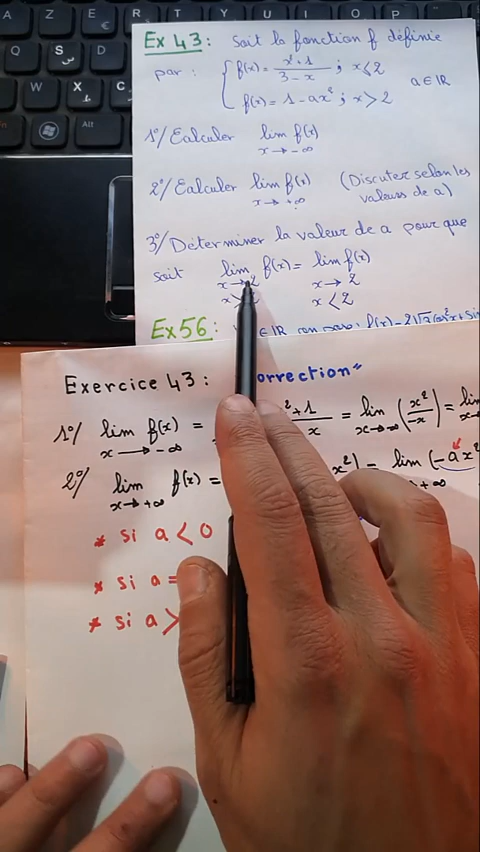 A Z E R T Y U I O P
Q S D
W X C
Alt
Ex 43 : Soit la fonction f définie
par : { f(x) = x²+1 / 3-x ; x ≤ 2
f(x) = 1 - ax² ; x > 2 a ∈ IR
1°/ Calculer lim f(x)
x → -∞
2°/ Calculer lim f(x) (Discuter selon les
x → +∞ valeurs de a)
3°/ Déterminer la valeur de a pour que
soit lim f(x) = lim f(x)
x → 2 x → 2
x > x < 2
Ex56 :
Exercice 43 : orrection"
1°/ lim f(x) = ²+1 / x = lim (x² / -x) = lim
x → -∞ x → -∞
2°/ lim f(x) = x²) = lim (-ax²
x → +∞ +∞
* si a < 0
* si a =
* si a >